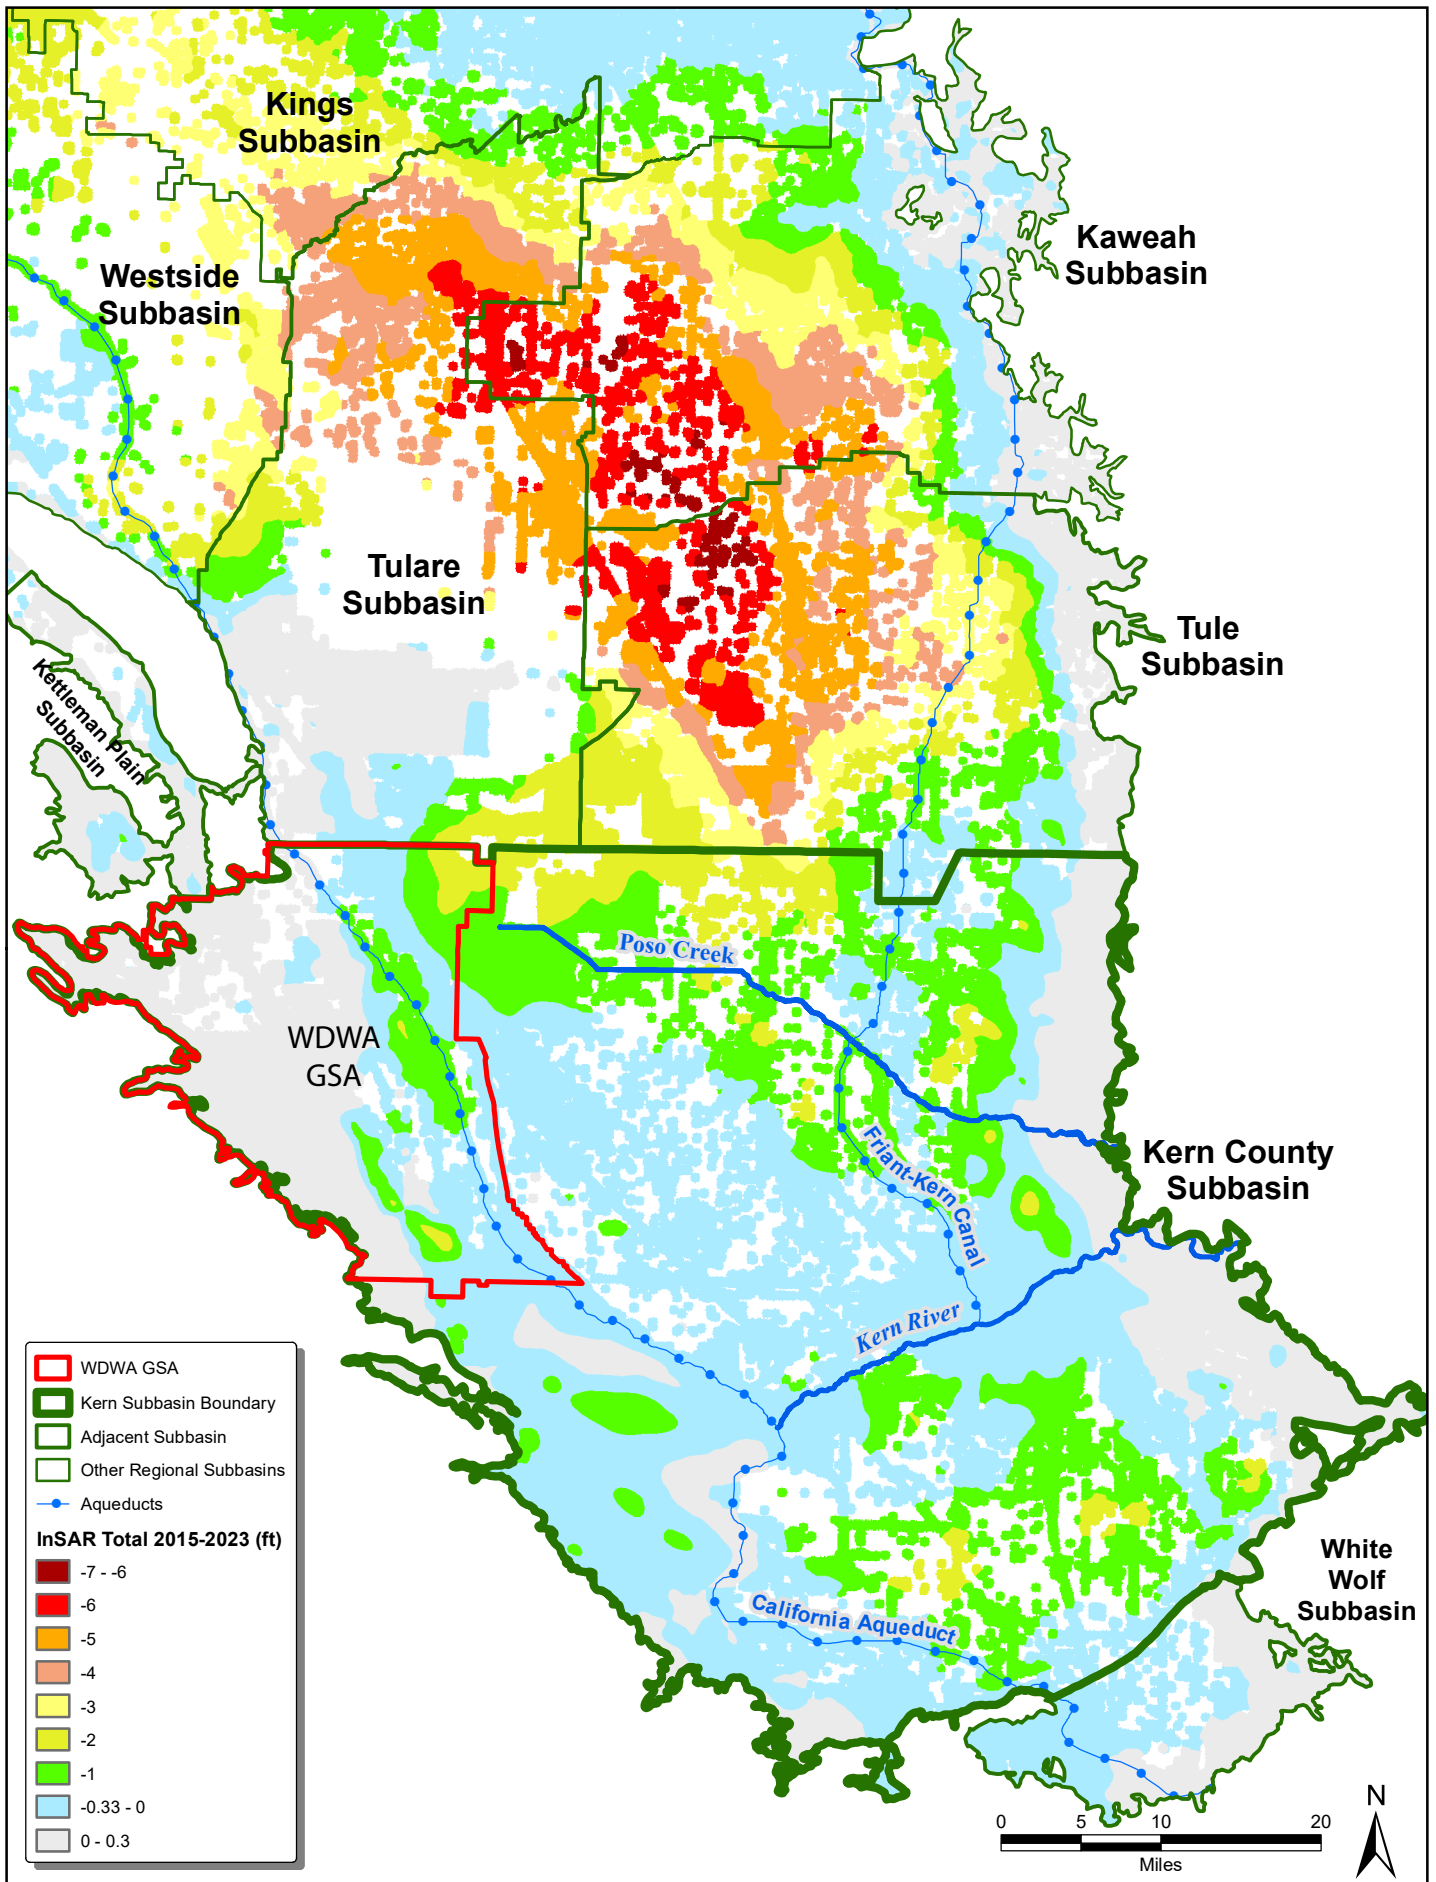 Kings
Subbasin
Westside
Subbasin
Kaweah
Subbasin
Tulare
Subbasin
Tule
Subbasin
Kettleman Plain
Subbasin
Poso Creek
WDWA
GSA
Friant-Kern Canal
Kern County
Subbasin
Kern River
California Aqueduct
White
Wolf
Subbasin
WDWA GSA
Kern Subbasin Boundary
Adjacent Subbasin
Other Regional Subbasins
Aqueducts
InSAR Total 2015-2023 (ft)
-7 - -6
-6
-5
-4
-3
-2
-1
-0.33 - 0
0 - 0.3
N
0 5 10 20
Miles